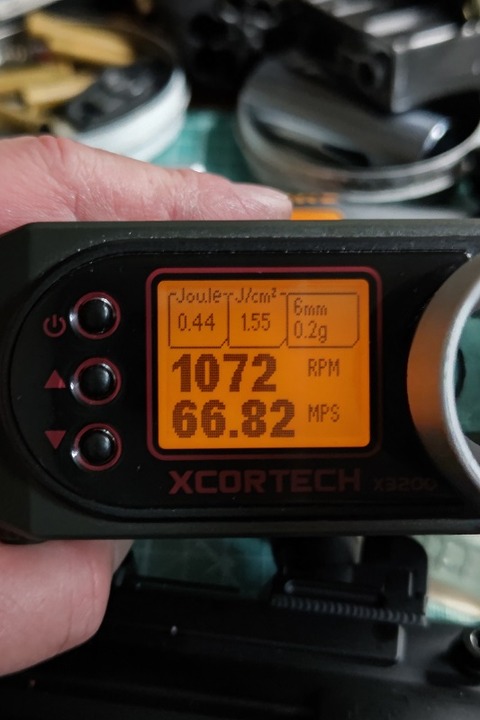 Joule J/cm² 6mm
0.44 1.55 0.2g
1072 RPM
66.82 MPS
XCORTECH X3200